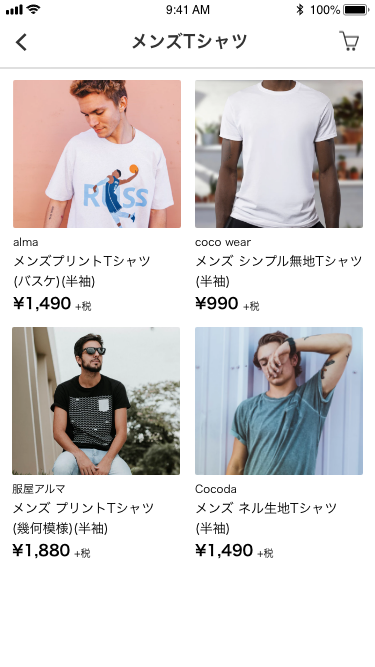 9:41 AM
100%
メンズTシャツ
alma
メンズプリントTシャツ
(バスケ)(半袖)
¥1,490 +税
coco wear
メンズ シンプル無地Tシャツ
(半袖)
¥990 +税
服屋アルマ
メンズ プリントTシャツ
(幾何模様)(半袖)
¥1,880 +税
Cocoda
メンズ ネル生地Tシャツ
(半袖)
¥1,490 +税